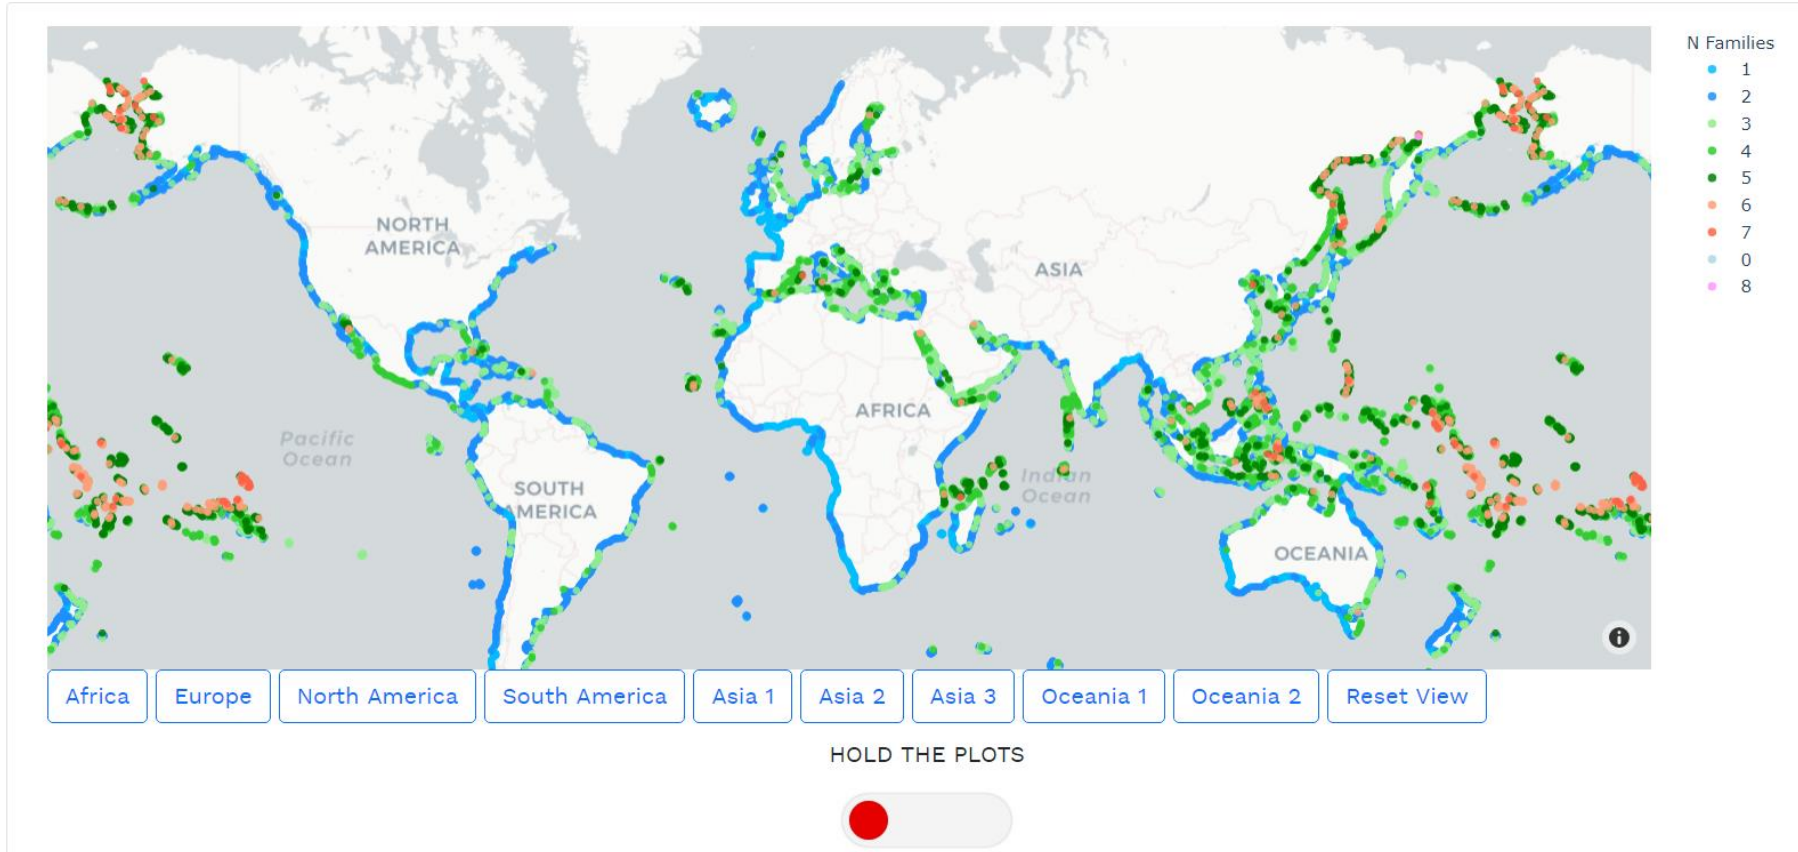 N Families
1
2
3
4
5
6
7
0
8
NORTH
AMERICA
ASIA
AFRICA
Pacific
Ocean
SOUTH
AMERICA
Indian
Ocean
OCEANIA
i
Africa
Europe
North America
South America
Asia 1
Asia 2
Asia 3
Oceania 1
Oceania 2
Reset View
HOLD THE PLOTS